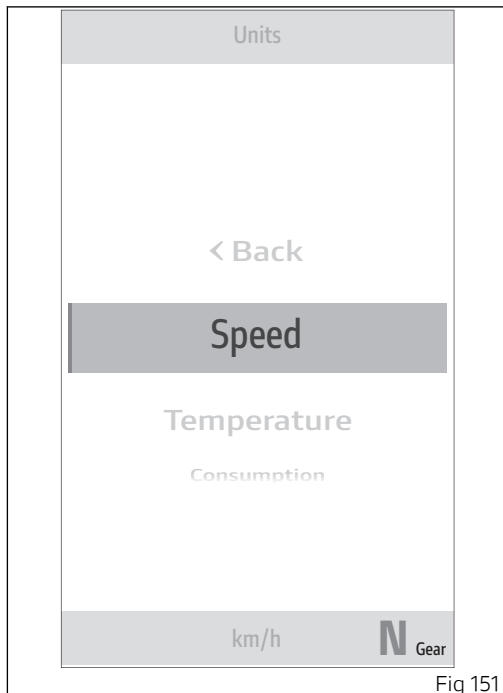 Units
< Back
Speed
Temperature
Consumption
km/h N Gear
Fig 151